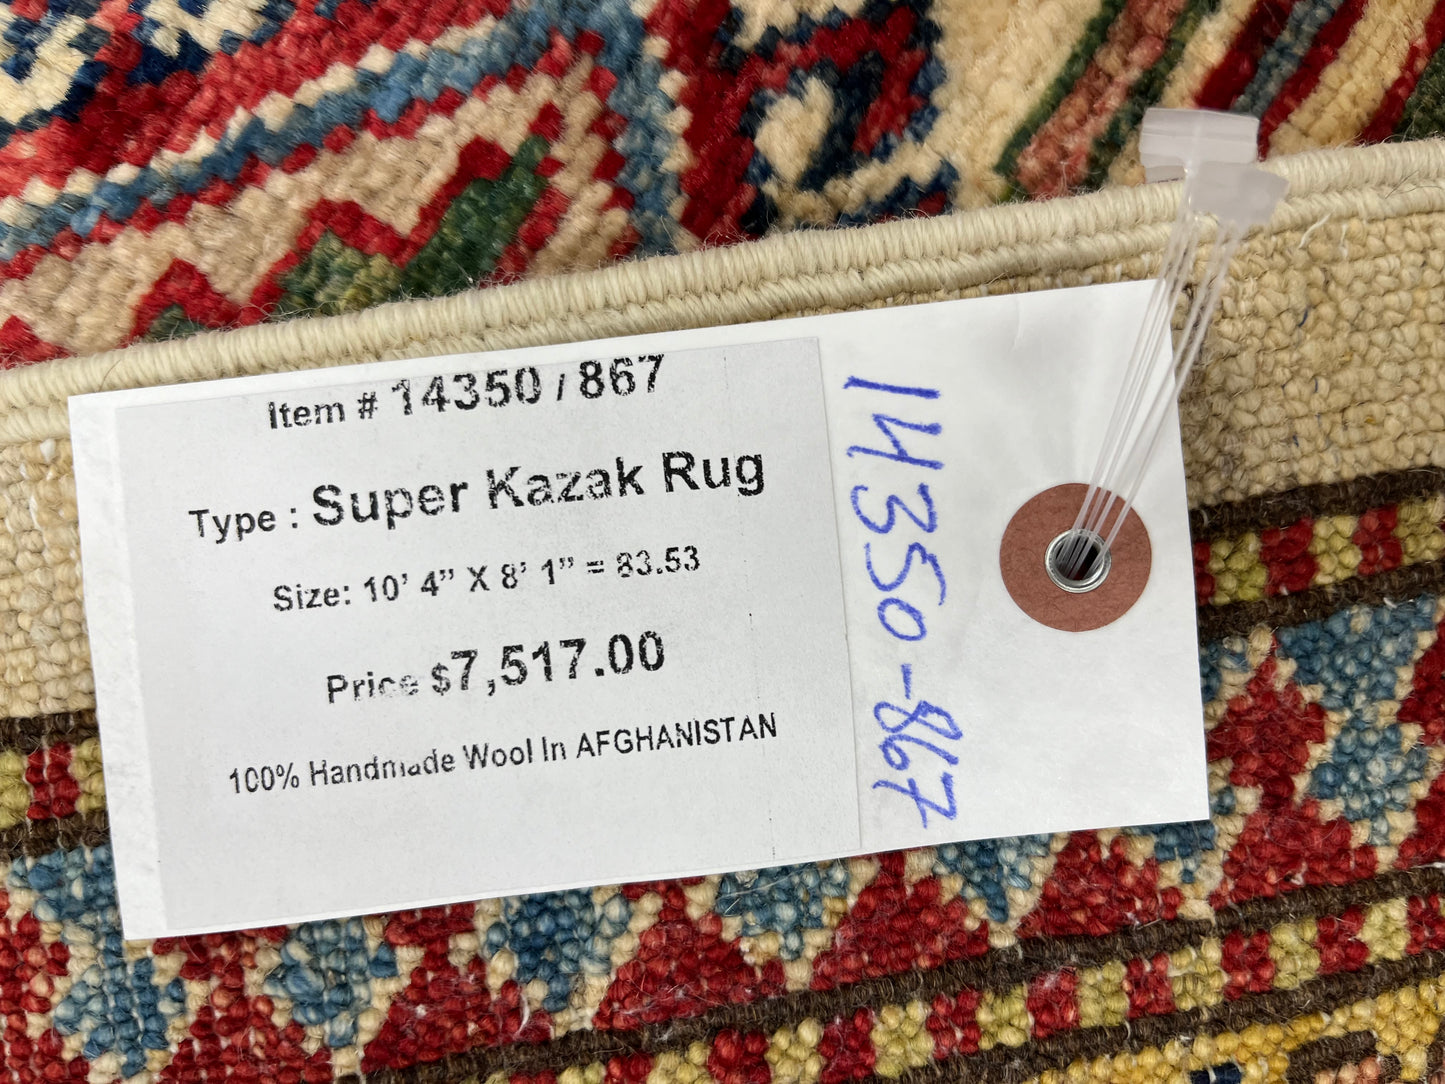 Item # 14350 / 867
Type : Super Kazak Rug
Size: 10' 4" X 8' 1" = 83.53
Price $7,517.00
100% Handmade Wool In AFGHANISTAN
14350-867